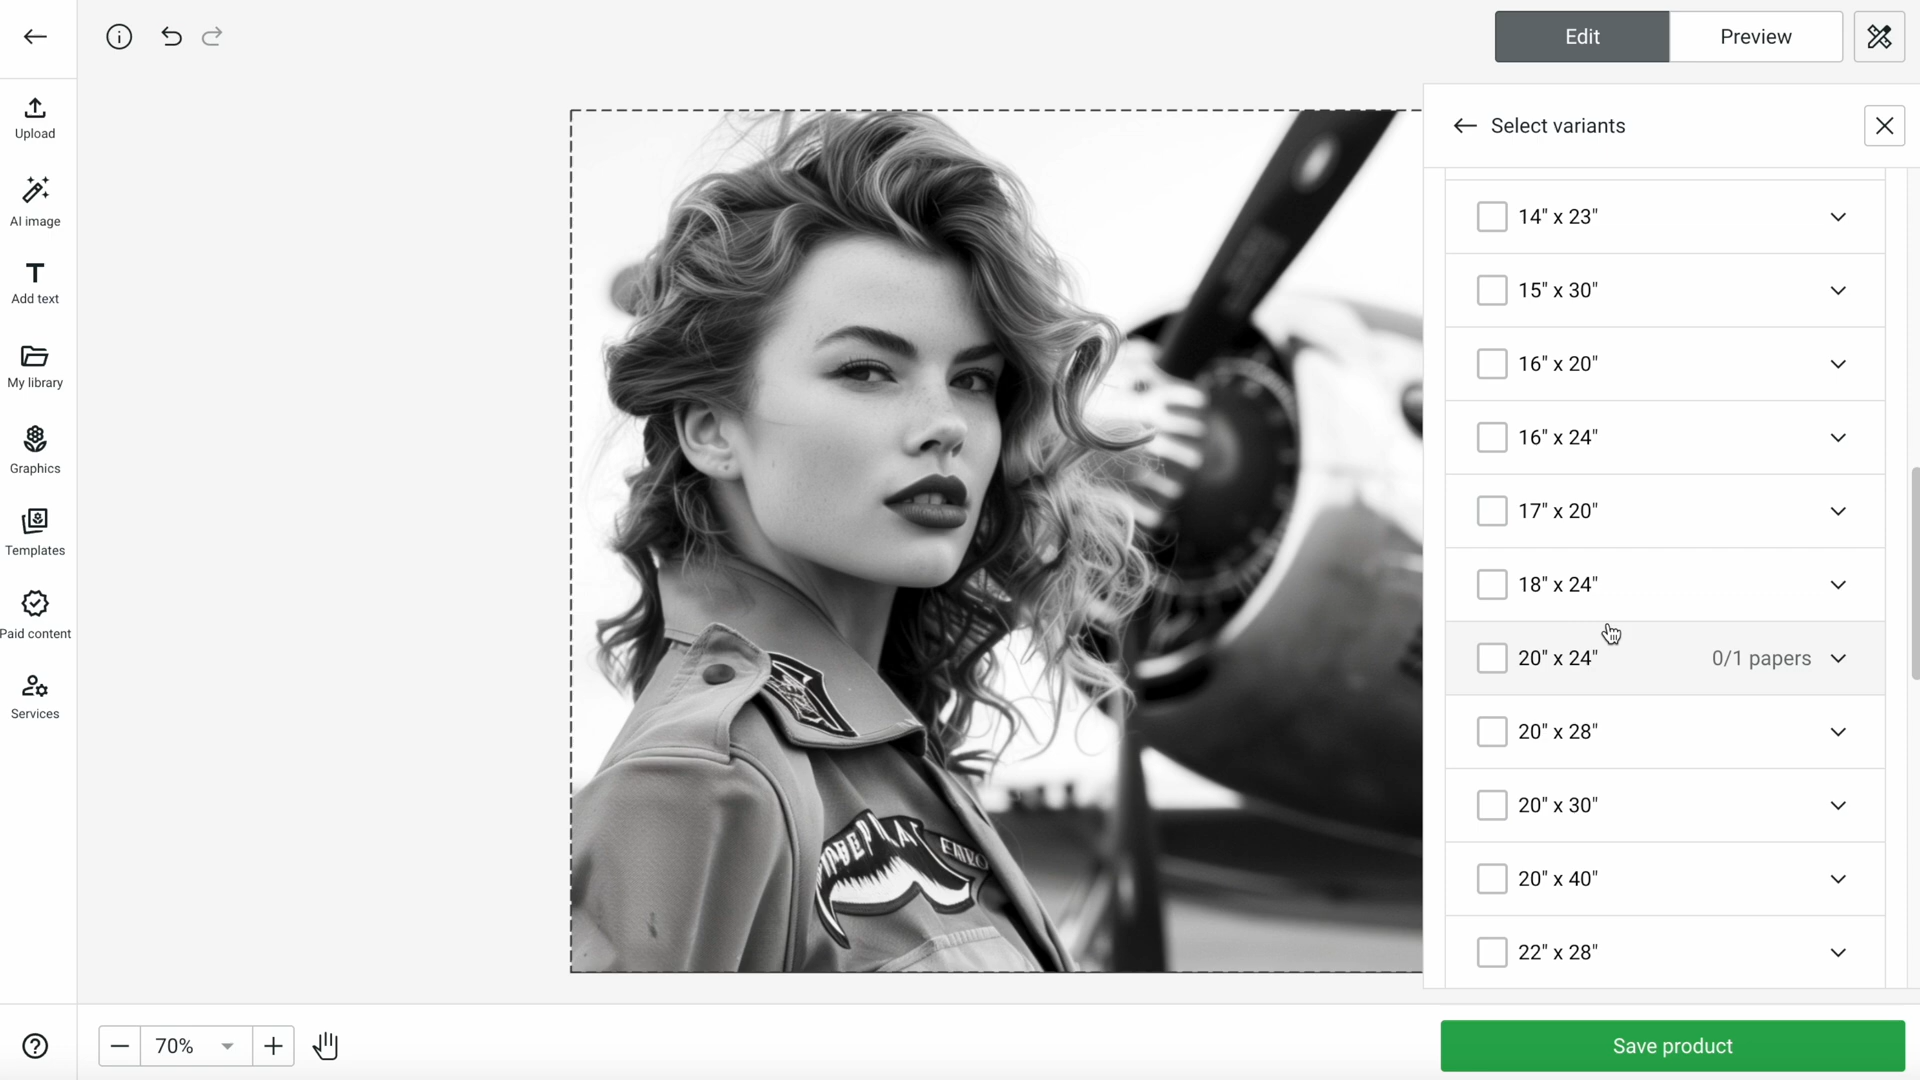 Edit
Preview
Upload
AI image
Add text
My library
Graphics
Templates
Paid content
Services
Select variants
14" x 23"
15" x 30"
16" x 20"
16" x 24"
17" x 20"
18" x 24"
20" x 24" 0/1 papers
20" x 28"
20" x 30"
20" x 40"
22" x 28"
70%
Save product